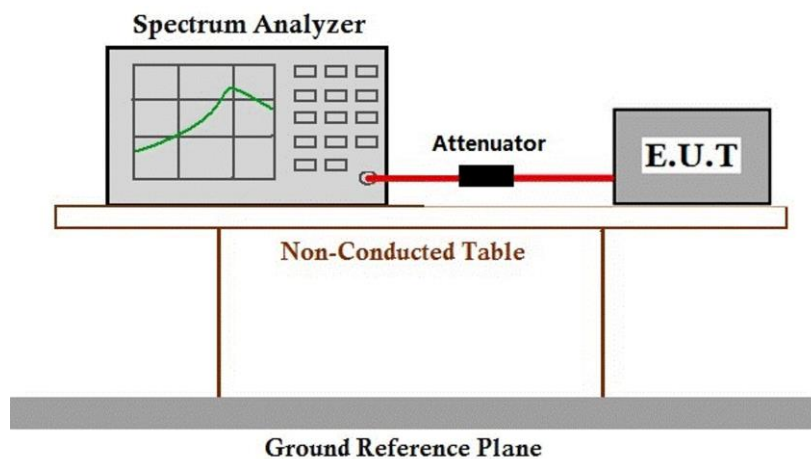 Spectrum Analyzer
Attenuator
E.U.T
Non-Conducted Table
Ground Reference Plane